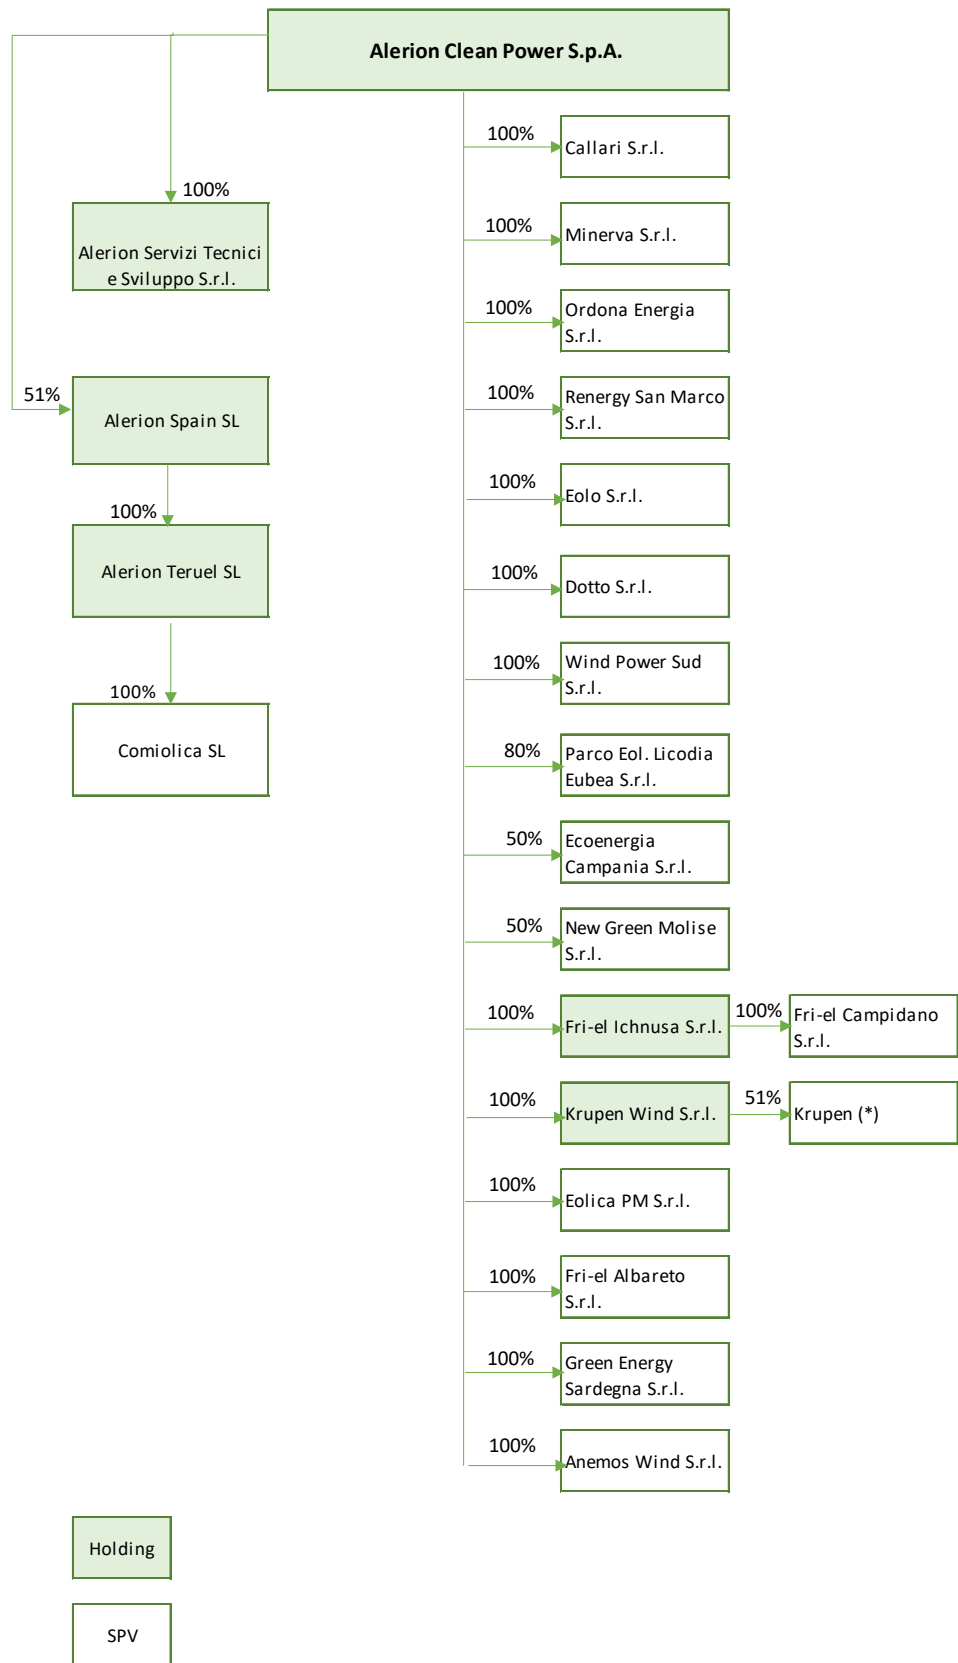 Alerion Clean Power S.p.A.
100%
Callari S.r.l.
100%
Alerion Servizi Tecnici
e Sviluppo S.r.l.
100%
Minerva S.r.l.
100%
Ordona Energia
S.r.l.
51%
Alerion Spain SL
100%
Renergy San Marco
S.r.l.
100%
Eolo S.r.l.
100%
Alerion Teruel SL
100%
Dotto S.r.l.
100%
Wind Power Sud
S.r.l.
100%
Comiolica SL
80%
Parco Eol. Licodia
Eubea S.r.l.
50%
Ecoenergia
Campania S.r.l.
50%
New Green Molise
S.r.l.
100%
Fri-el Ichnusa S.r.l.
100%
Fri-el Campidano
S.r.l.
100%
Krupen Wind S.r.l.
51%
Krupen (*)
100%
Eolica PM S.r.l.
100%
Fri-el Albareto
S.r.l.
100%
Green Energy
Sardegna S.r.l.
100%
Anemos Wind S.r.l.
Holding
SPV